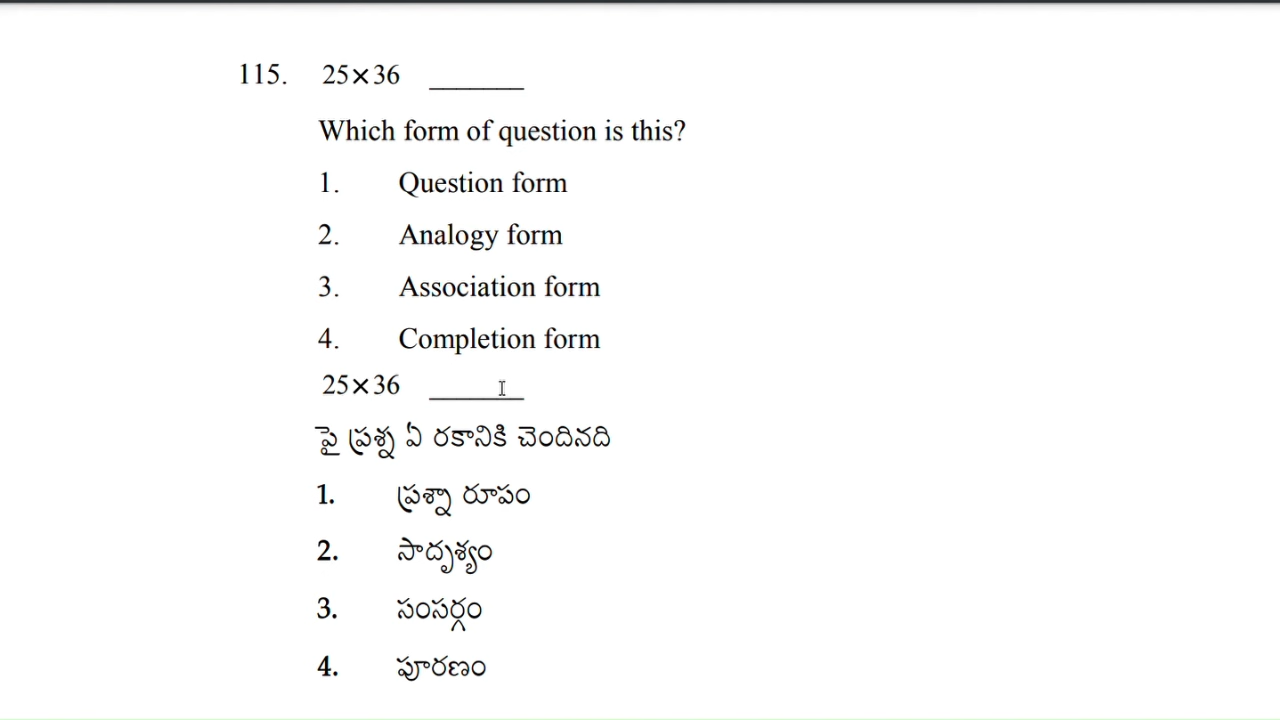 115. 25×36 _______
Which form of question is this?
1. Question form
2. Analogy form
3. Association form
4. Completion form
25×36 _______
పై ప్రశ్న ఏ రకానికి చెందినది
1. ప్రశ్నా రూపం
2. సాదృశ్యం
3. సంసర్గం
4. పూరణం